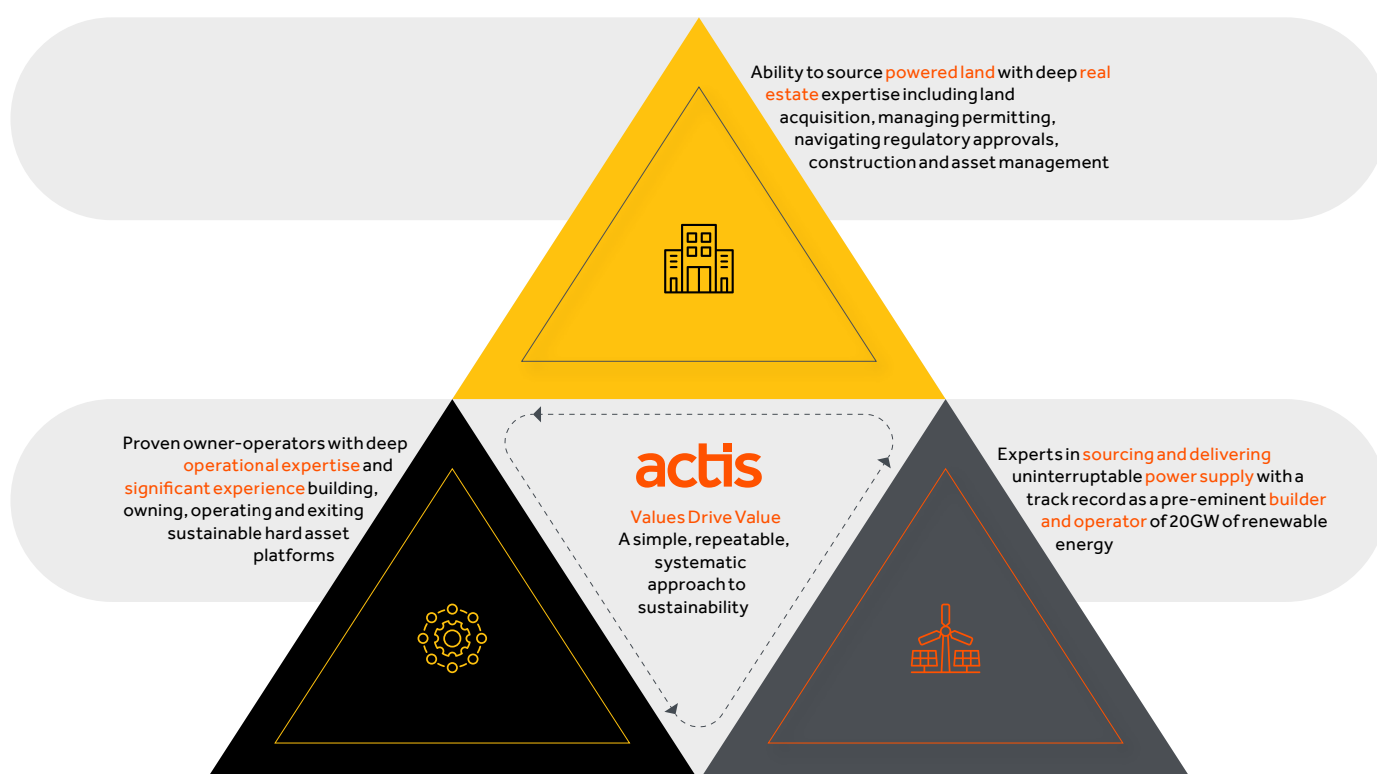 Ability to source powered land with deep real
estate expertise including land
acquisition, managing permitting,
navigating regulatory approvals,
construction and asset management
Proven owner-operators with deep
operational expertise and
significant experience building,
owning, operating and exiting
sustainable hard asset
platforms
actis
Values Drive Value
A simple, repeatable,
systematic
approach to
sustainability
Experts in sourcing and delivering
uninterruptable power supply with a
track record as a pre-eminent builder
and operator of 20GW of renewable
energy